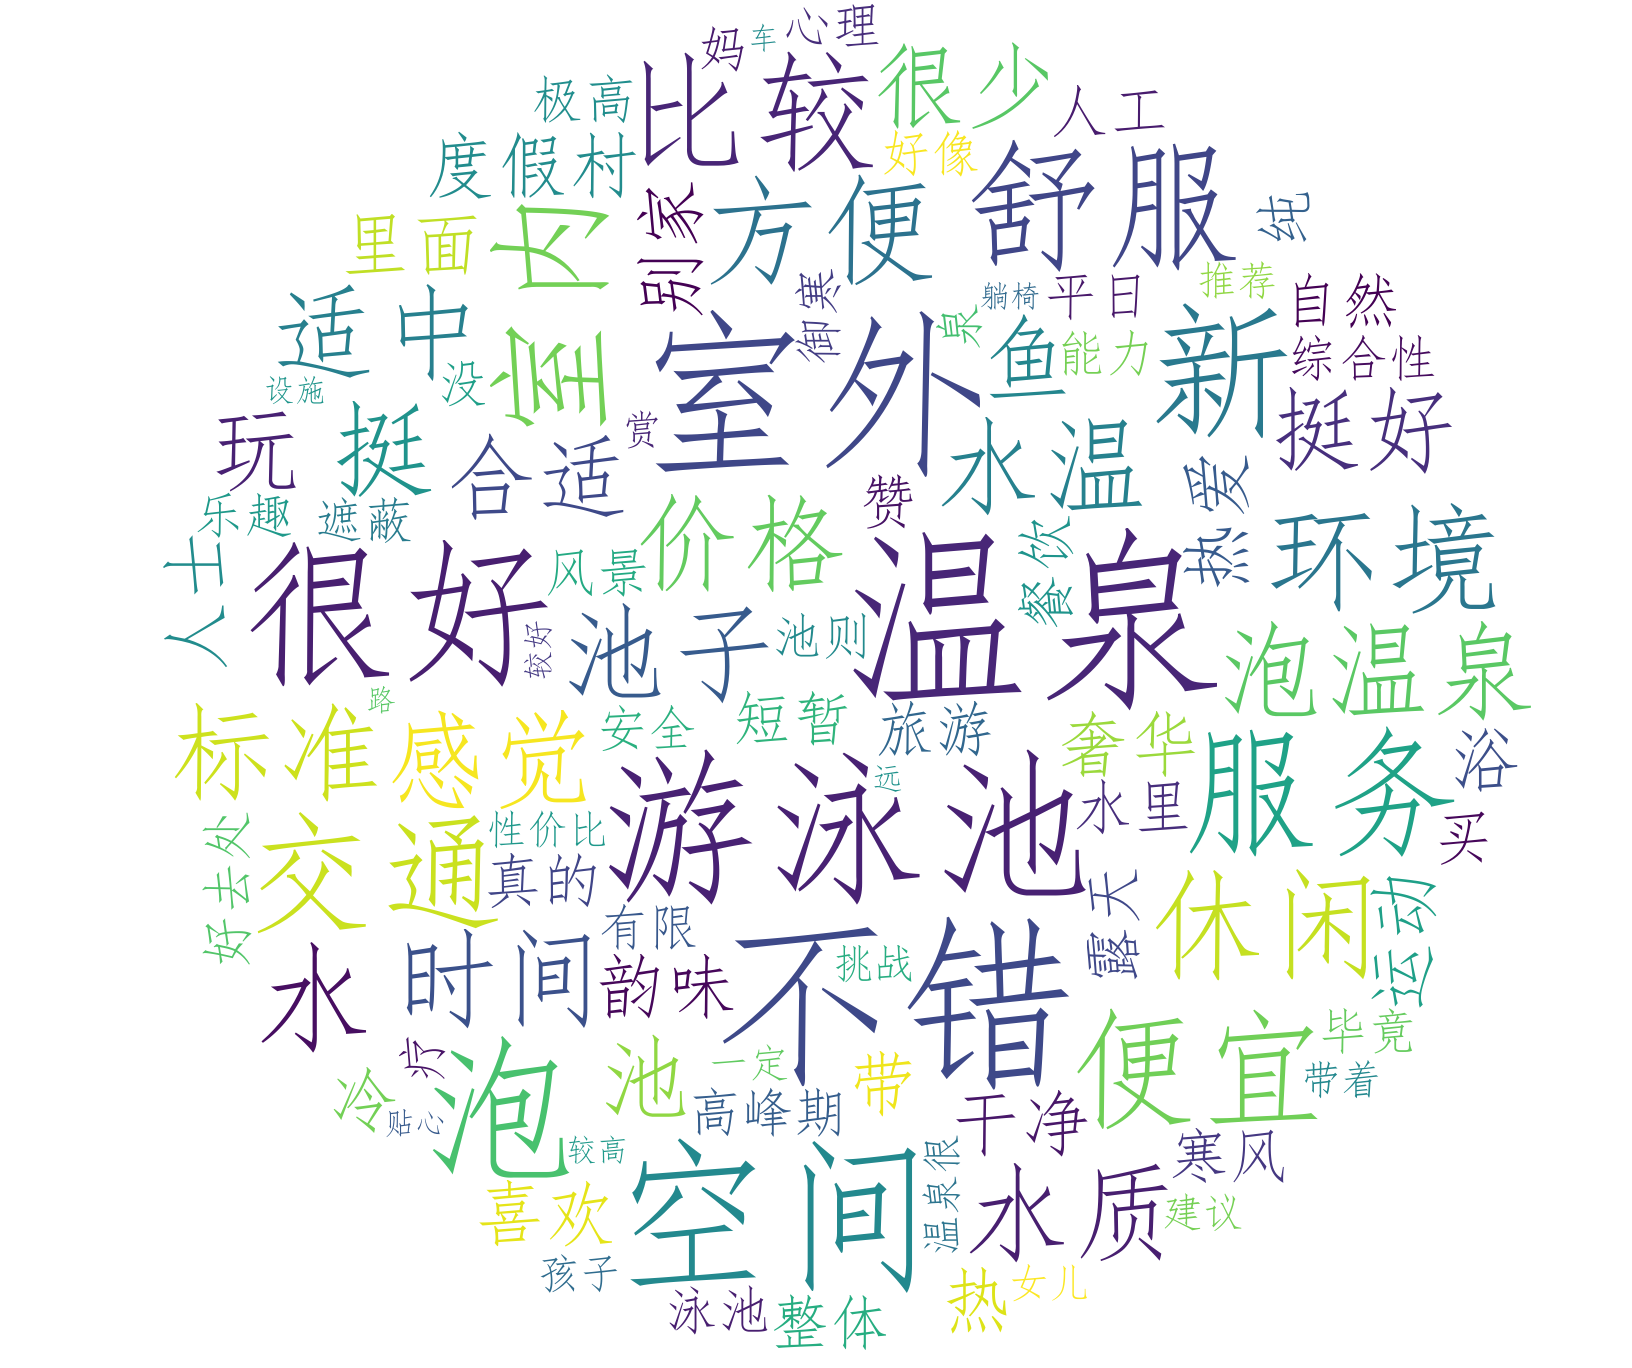 妈
车
心理
极高
比较
很少
人工
度假村
好像
里面
室内
别家
方便
舒服
纯
适中
没
御寒
躺椅
平日
推荐
自然
设施
室外
泉
鱼
能力
新
综合性
玩
挺
合适
赏
水温
挺好
乐趣
遮蔽
价格
赞
热爱
人士
很好
风景
温泉
餐饮
环境
较好
池子
池则
泡温泉
路
标准
感觉
安全
短暂
旅游
奢华
服务
浴
好去处
交通
性价比
真的
游泳池
远
水里
买
水
时间
有限
韵味
不错
挑战
露天
休闲
运动
冷
泡
池
一定
带
便宜
毕竟
贴心
较高
高峰期
干净
带着
喜欢
空间
温泉很
水质
寒风
建议
孩子
泳池
整体
热
女儿